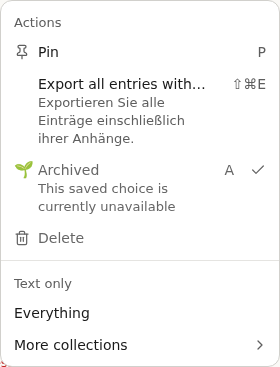 Actions
Pin P
Export all entries with… ⇧⌘E
Exportieren Sie alle
Einträge einschließlich
ihrer Anhänge.
Archived A
This saved choice is
currently unavailable
Delete
Text only
Everything
More collections